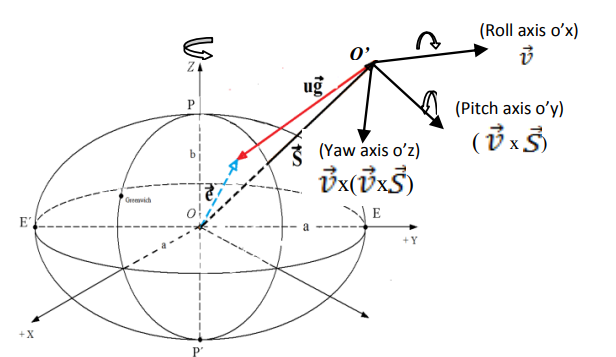 (Roll axis o'x)
v⃗
O'
Z
ug⃗
P
(Pitch axis o'y)
(v⃗ x S⃗)
b
S⃗
(Yaw axis o'z)
v⃗x(v⃗xS⃗)
e⃗
Greenwich
O
E'
a
E
+Y
a
+X
P'